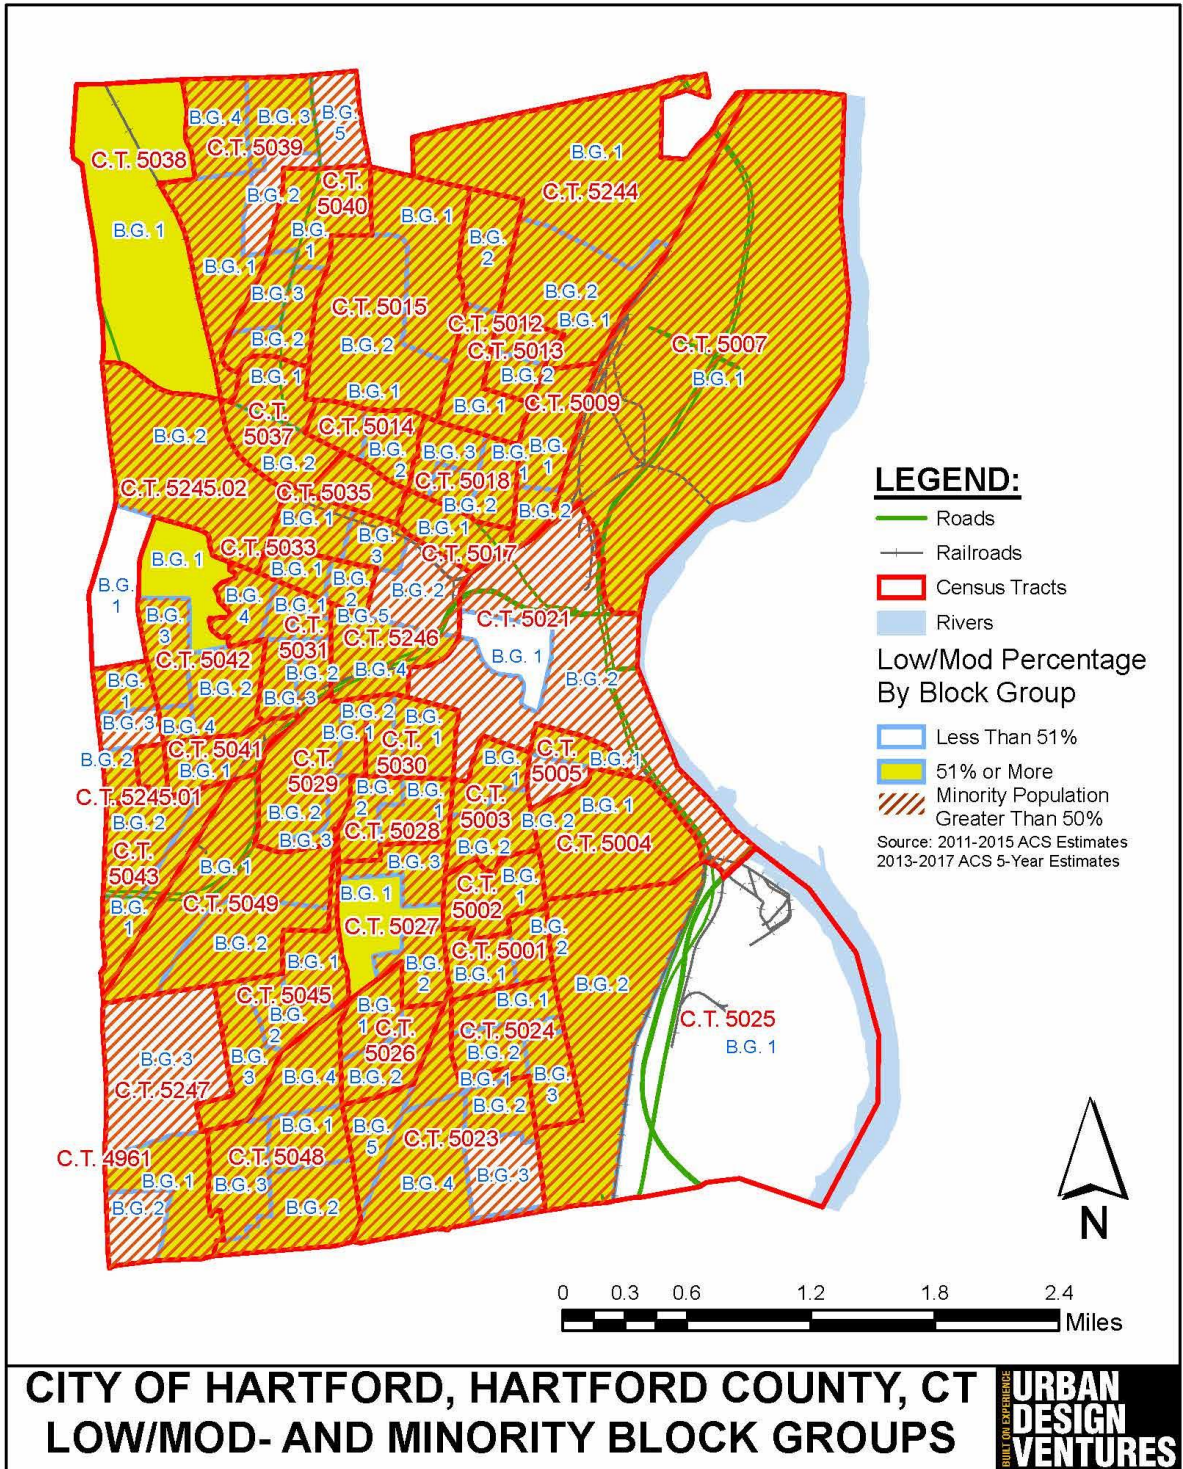 B.G. 4
B.G. 3
B.G.
5
C.T. 5038
C.T. 5039
B.G. 1
C.T. 5244
B.G. 2
C.T.
5040
B.G. 1
B.G.
1
B.G. 1
B.G.
2
B.G. 1
B.G. 3
B.G. 2
C.T. 5015
C.T. 5012
B.G. 1
B.G. 2
B.G. 2
C.T. 5013
C.T. 5007
B.G. 1
B.G. 2
B.G. 1
B.G. 1
B.G. 1
C.T. 5009
C.T.
5037
C.T. 5014
B.G. 2
B.G. 2
B.G.
2
B.G. 3
B.G.
1
B.G.
1
C.T. 5018
C.T. 5245.02
C.T. 5035
B.G. 2
B.G. 2
B.G. 1
B.G. 1
B.G.
3
C.T. 5033
C.T. 5017
B.G. 1
B.G.
1
B.G. 1
B.G.
2
B.G. 2
B.G.
4
B.G. 1
B.G.
3
B.G. 5
C.T. 5021
C.T.
5031
C.T. 5246
C.T. 5042
B.G. 1
B.G. 2
B.G. 4
B.G. 2
B.G.
1
B.G. 2
B.G. 3
B.G. 3
B.G. 4
B.G. 2
B.G. 1
B.G.
1
C.T. 5041
C.T.
5029
C.T.
5030
C.T.
5005
B.G. 1
B.G. 2
B.G. 1
B.G.
1
C.T. 5245.01
B.G.
2
B.G.
1
C.T.
5003
B.G. 1
B.G. 2
B.G. 2
C.T. 5028
B.G. 2
C.T. 5004
B.G. 3
C.T.
5043
B.G. 1
B.G. 3
B.G. 2
B.G. 1
C.T.
5002
B.G.
1
C.T. 5049
B.G.
1
C.T. 5027
B.G.
2
B.G. 2
C.T. 5001
B.G. 1
B.G.
2
B.G. 1
B.G. 2
C.T. 5045
B.G.
1
B.G. 1
B.G.
2
C.T.
5026
C.T. 5024
C.T. 5025
B.G. 1
B.G. 3
B.G.
3
B.G. 2
C.T. 5247
B.G. 4
B.G. 2
B.G. 1
B.G.
3
B.G. 2
B.G. 1
B.G.
5
C.T. 5023
C.T. 4961
C.T. 5048
B.G. 1
B.G. 3
B.G. 4
B.G. 3
B.G. 2
B.G. 2
LEGEND:
Roads
Railroads
Census Tracts
Rivers
Low/Mod Percentage
By Block Group
Less Than 51%
51% or More
Minority Population
Greater Than 50%
Source: 2011-2015 ACS Estimates
2013-2017 ACS 5-Year Estimates
N
0 0.3 0.6 1.2 1.8 2.4
Miles
CITY OF HARTFORD, HARTFORD COUNTY, CT
LOW/MOD- AND MINORITY BLOCK GROUPS
BUILT ON EXPERIENCE
URBAN
DESIGN
VENTURES